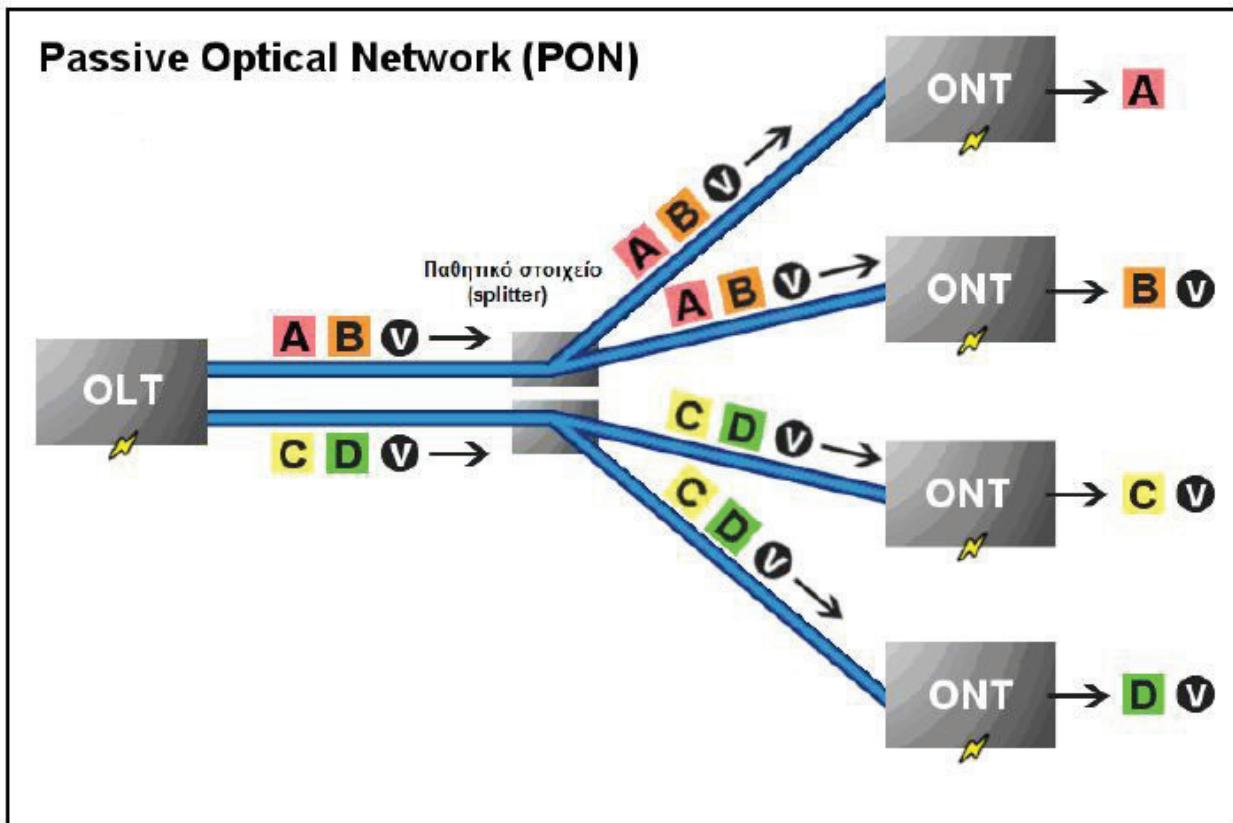 Passive Optical Network (PON)
ONT
A
A B V
Παθητικό στοιχείο
(splitter)
A B V
ONT
B V
A B V
OLT
C D V
C D V
ONT
C V
C D V
ONT
D V